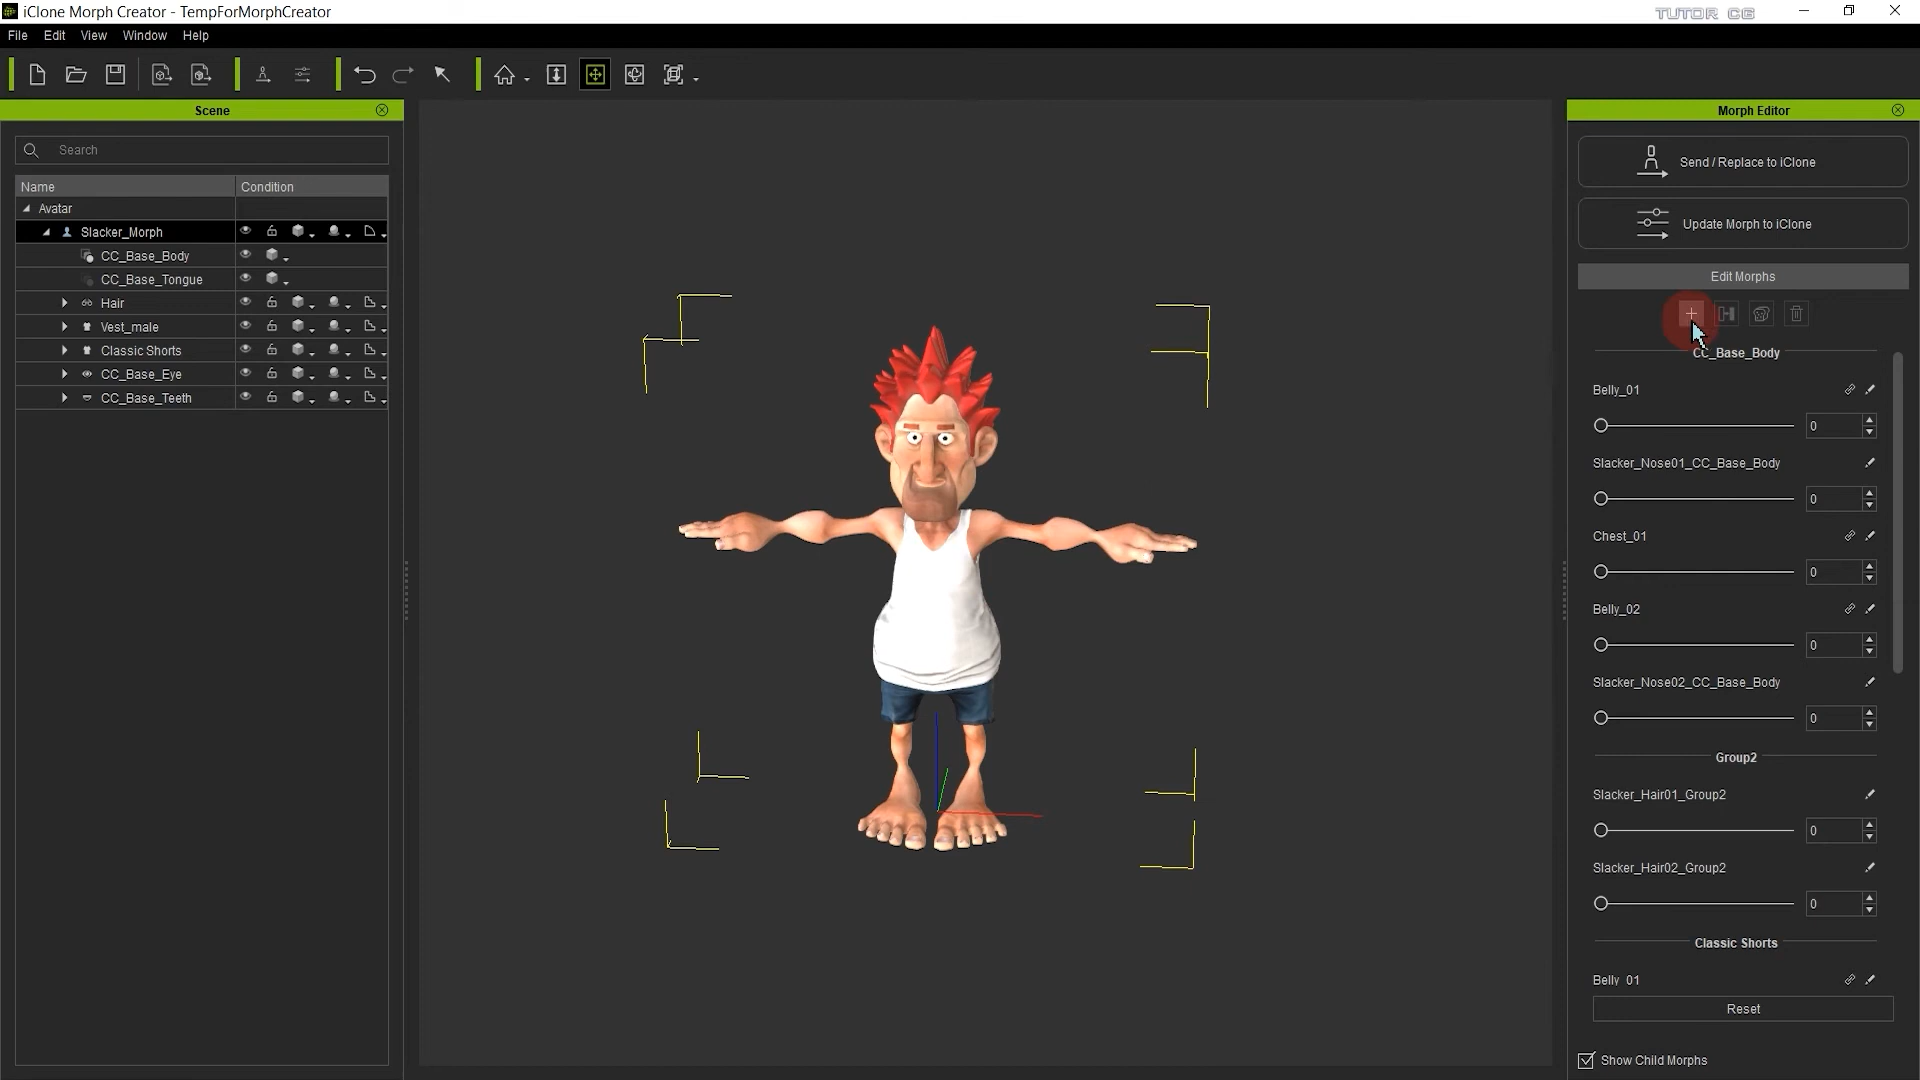 iClone Morph Creator - TempForMorphCreator
TUTOR CG
File Edit View Window Help
Scene
Search
Name Condition
Avatar
Slacker_Morph
CC_Base_Body
CC_Base_Tongue
Hair
Vest_male
Classic Shorts
CC_Base_Eye
CC_Base_Teeth
Morph Editor
Send / Replace to iClone
Update Morph to iClone
Edit Morphs
CC_Base_Body
Belly_01
0
Slacker_Nose01_CC_Base_Body
0
Chest_01
0
Belly_02
0
Slacker_Nose02_CC_Base_Body
0
Group2
Slacker_Hair01_Group2
0
Slacker_Hair02_Group2
0
Classic Shorts
Belly_01
Reset
Show Child Morphs